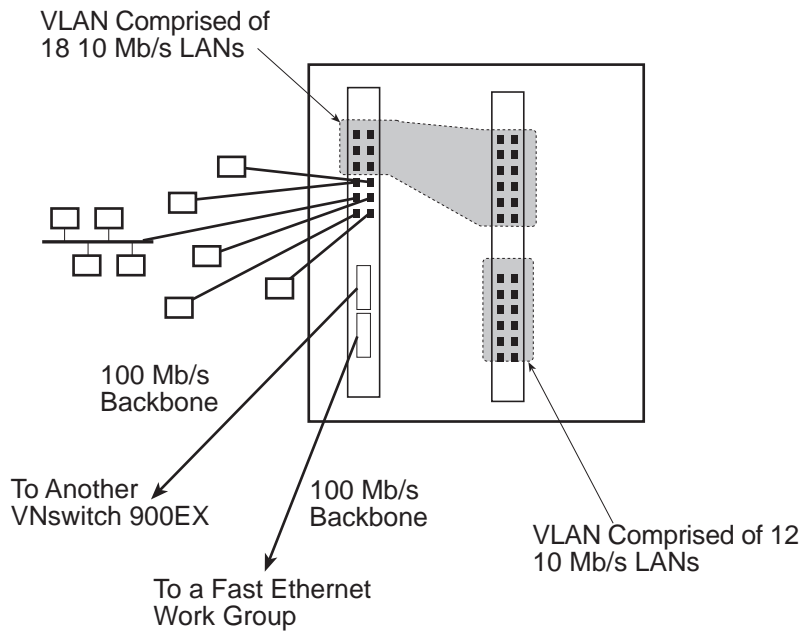 VLAN Comprised of
18 10 Mb/s LANs
100 Mb/s
Backbone
To Another
VNswitch 900EX
100 Mb/s
Backbone
To a Fast Ethernet
Work Group
VLAN Comprised of 12
10 Mb/s LANs